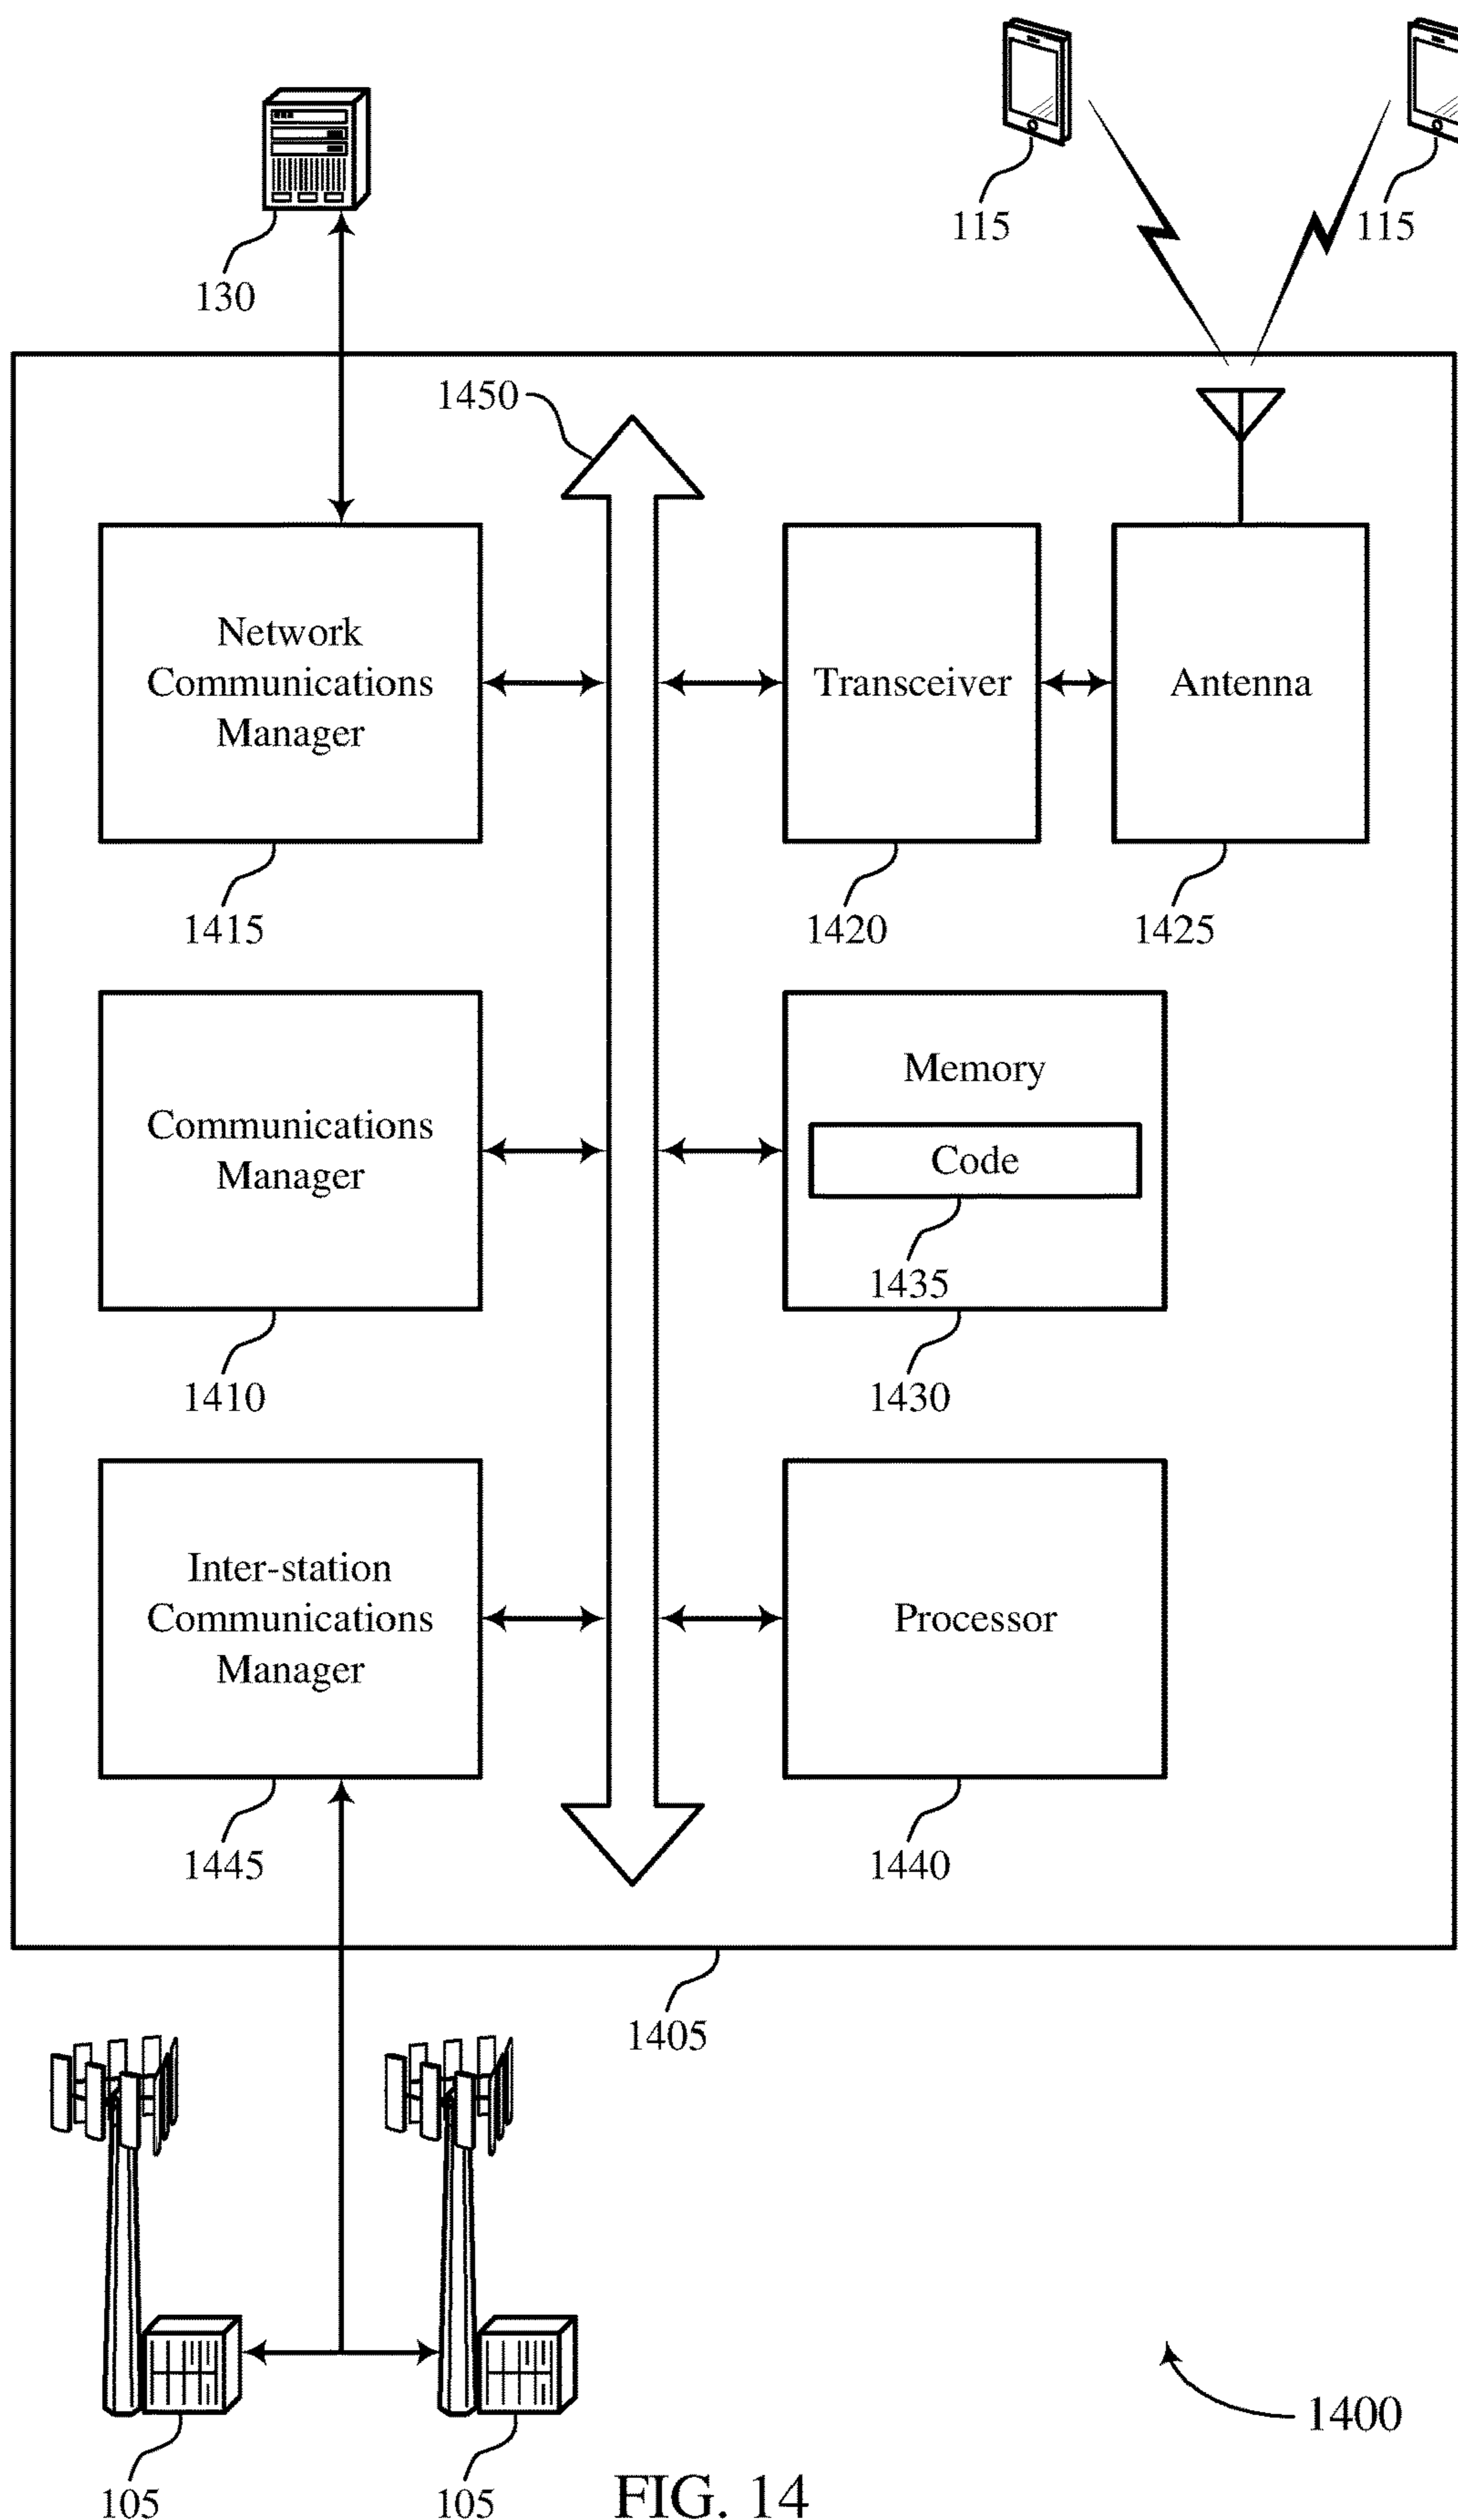 115
115
130
1450
Network
Communications
Manager
Transceiver
Antenna
1415
1420
1425
Communications
Manager
Memory
Code
1435
1410
1430
Inter-station
Communications
Manager
Processor
1445
1440
1405
1400
105
105
FIG. 14